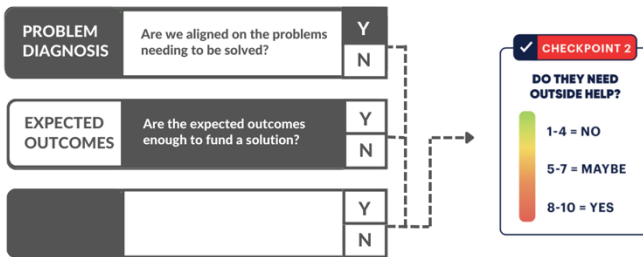 PROBLEM
DIAGNOSIS
Are we aligned on the problems
needing to be solved?
Y
N
EXPECTED
OUTCOMES
Are the expected outcomes
enough to fund a solution?
Y
N
Y
N
CHECKPOINT 2
DO THEY NEED
OUTSIDE HELP?
1-4 = NO
5-7 = MAYBE
8-10 = YES